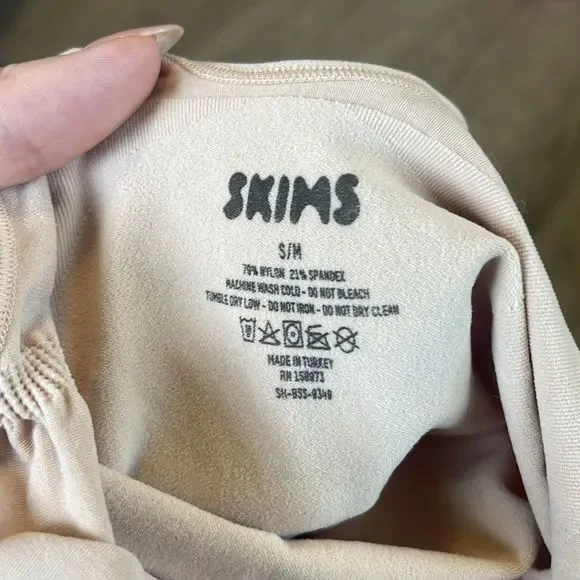 SKIMS
S/M
79% NYLON 21% SPANDEX
MACHINE WASH COLD - DO NOT BLEACH
TUMBLE DRY LOW - DO NOT IRON - DO NOT DRY CLEAN
MADE IN TURKEY
RN 158973
SH-BSS-0340